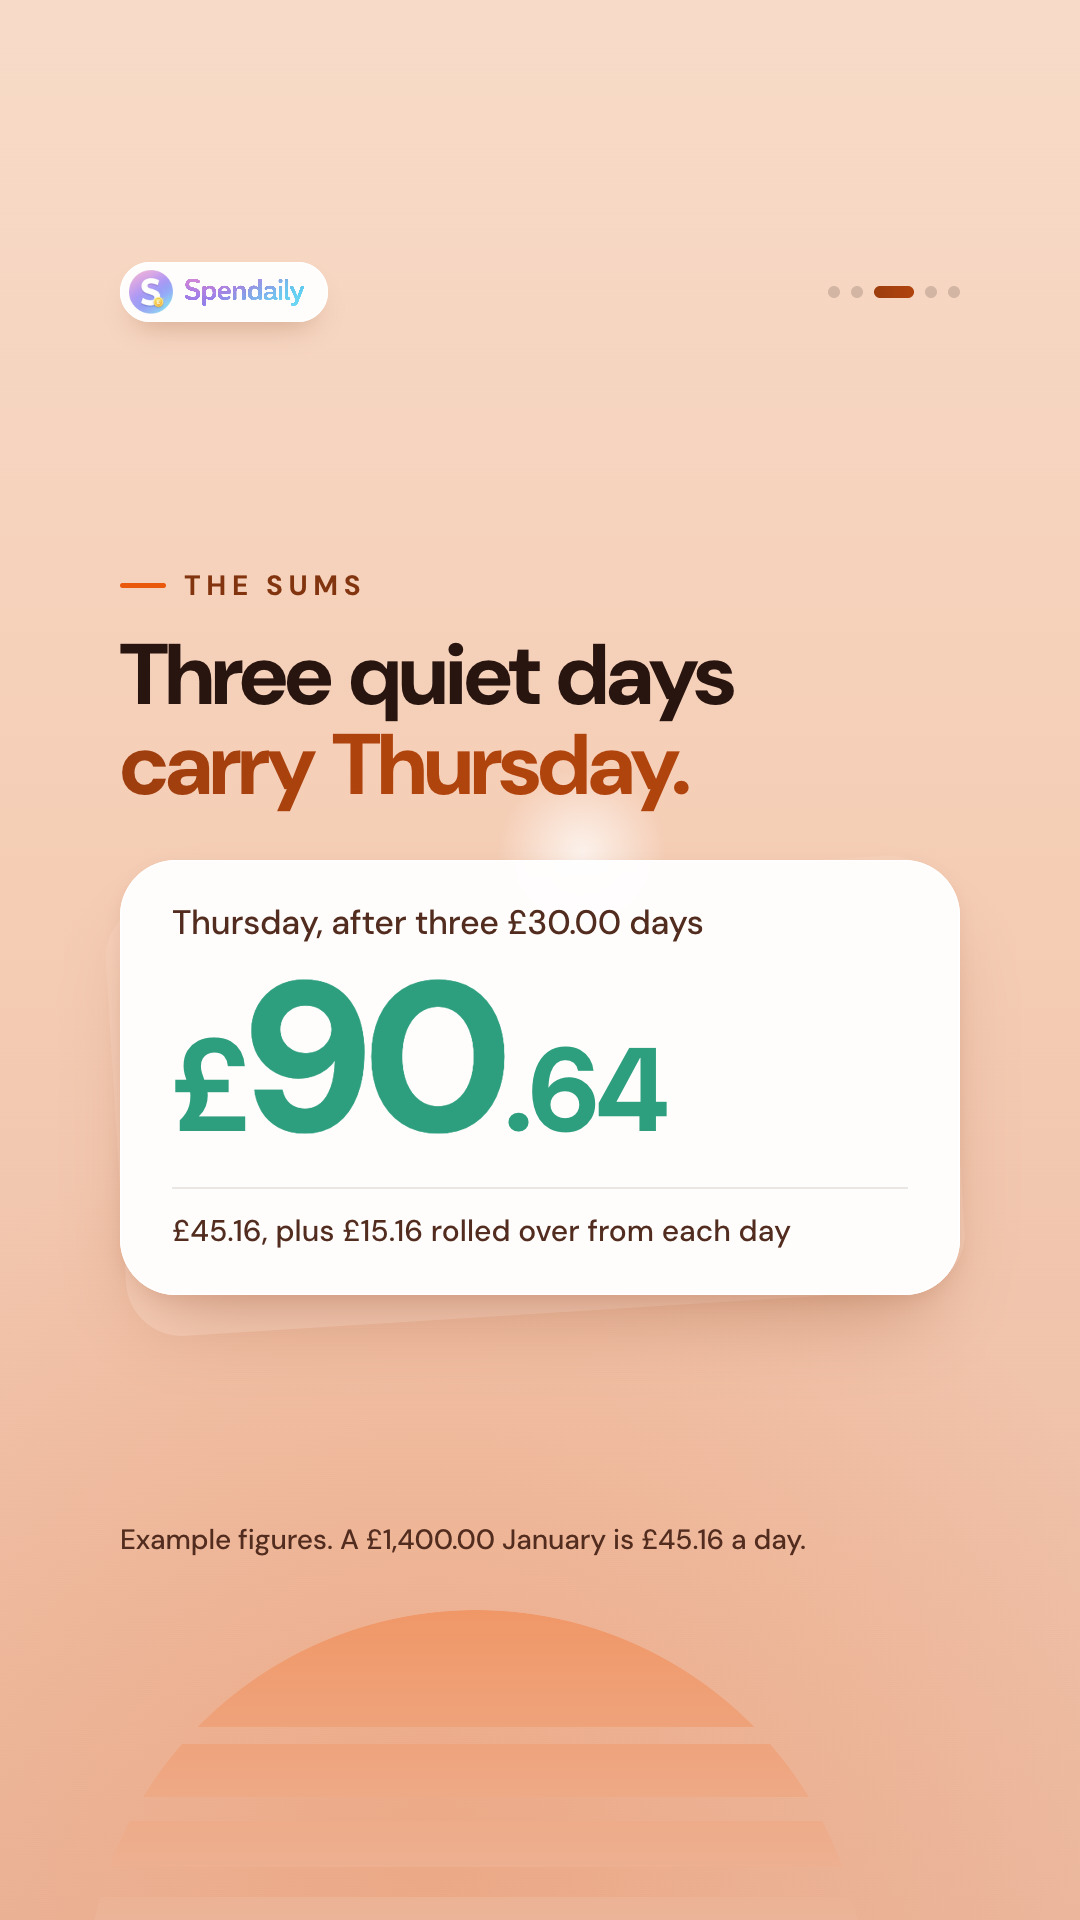 Spendaily
THE SUMS
Three quiet days
carry Thursday.
Thursday, after three £30.00 days
£90.64
£45.16, plus £15.16 rolled over from each day
Example figures. A £1,400.00 January is £45.16 a day.